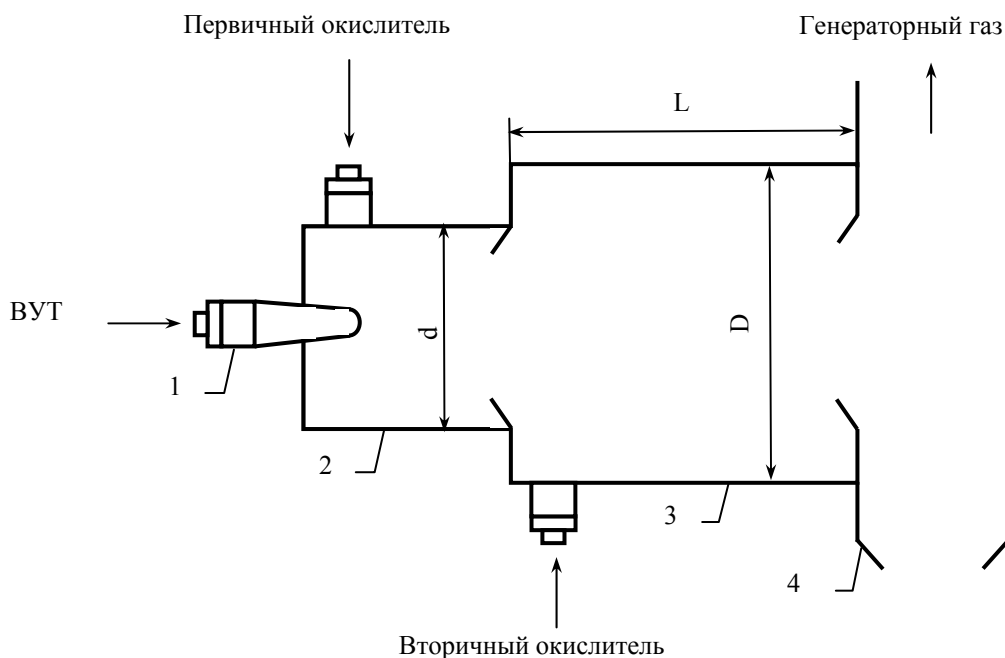 Первичный окислитель
Генераторный газ
L
ВУТ
d
D
1
2
3
4
Вторичный окислитель